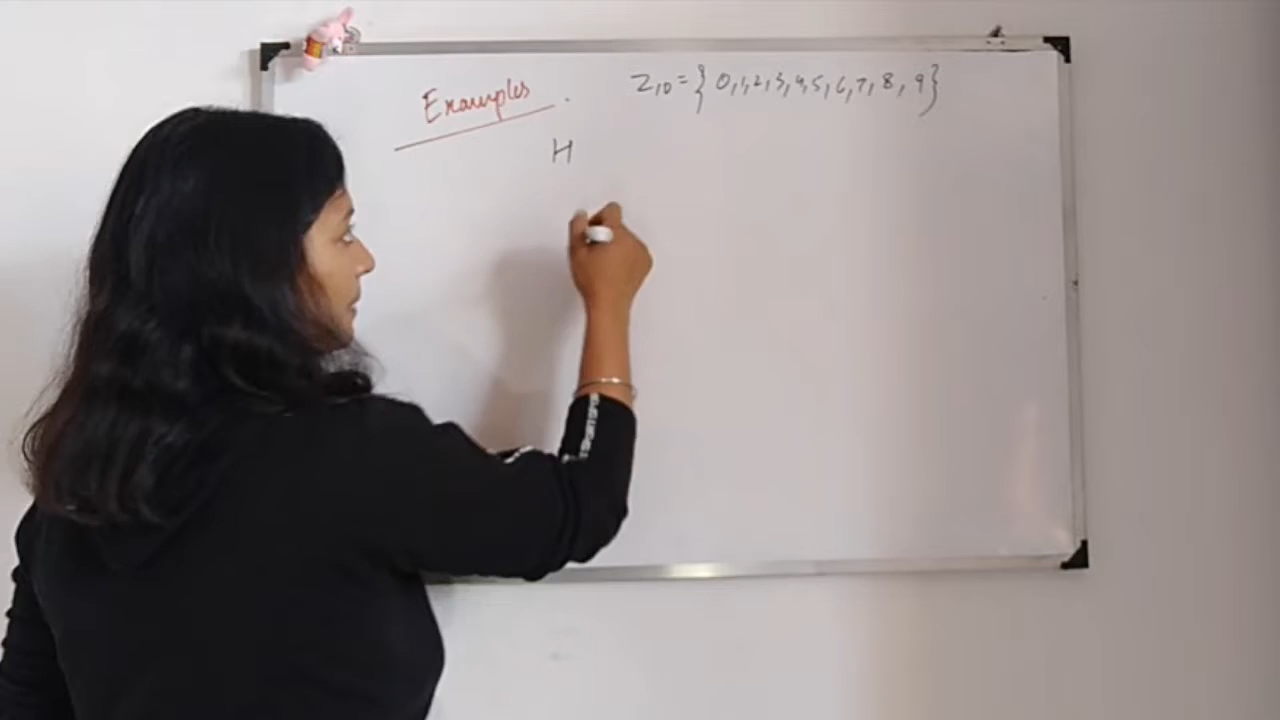 Examples.
Z10 = { 0,1,2,3,4,5,6,7,8,9}
H